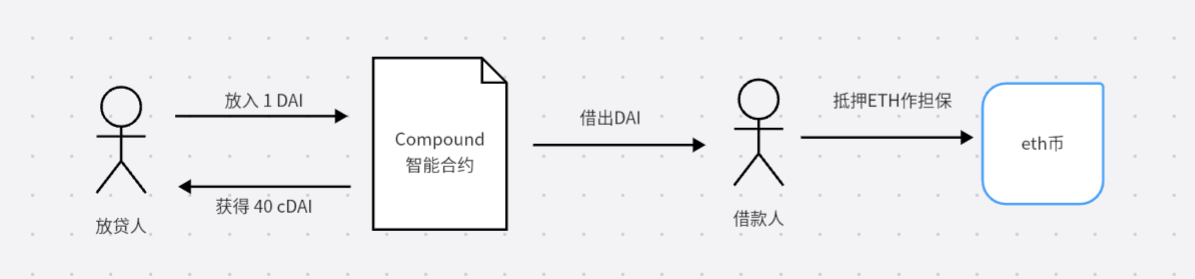 放入 1 DAI
获得 40 cDAI
放贷人
Compound
智能合约
借出DAI
借款人
抵押ETH作担保
eth币